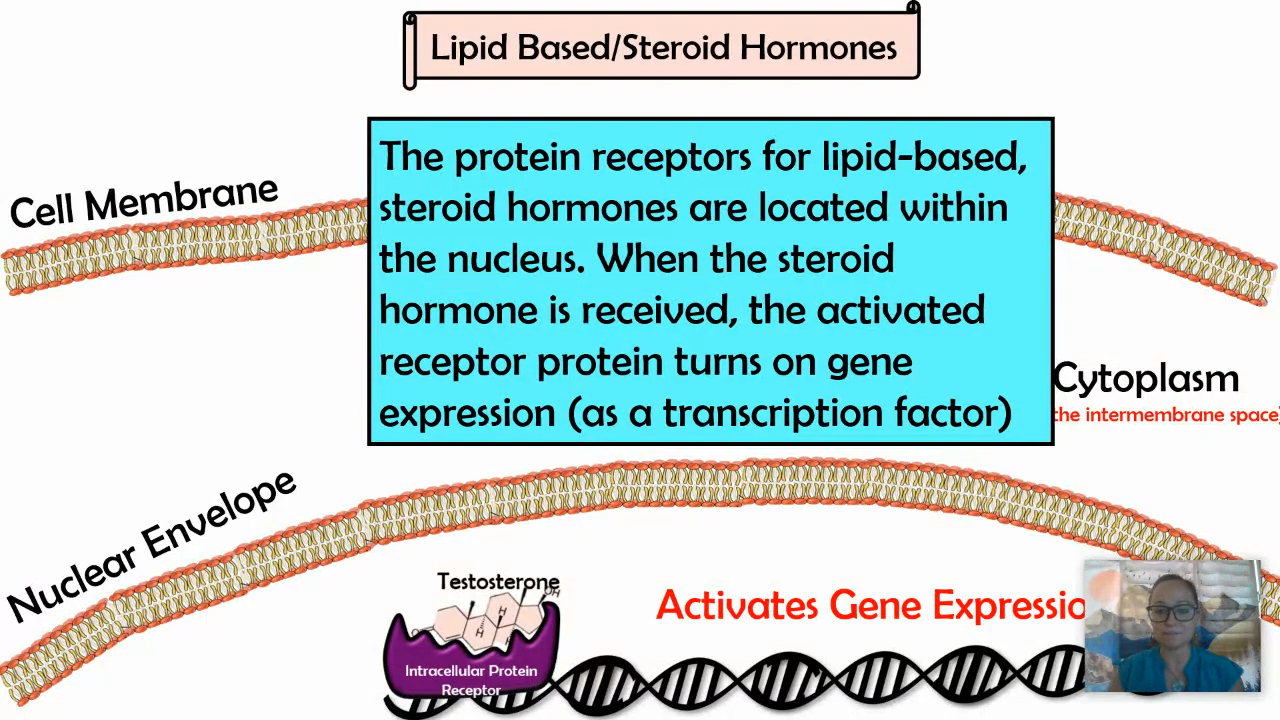 Lipid Based/Steroid Hormones
Cell Membrane
The protein receptors for lipid-based,
steroid hormones are located within
the nucleus. When the steroid
hormone is received, the activated
receptor protein turns on gene
expression (as a transcription factor)
Cytoplasm
the intermembrane space
Nuclear Envelope
Testosterone
OH
H
H
H
Activates Gene Expressio
Intracellular Protein
Receptor